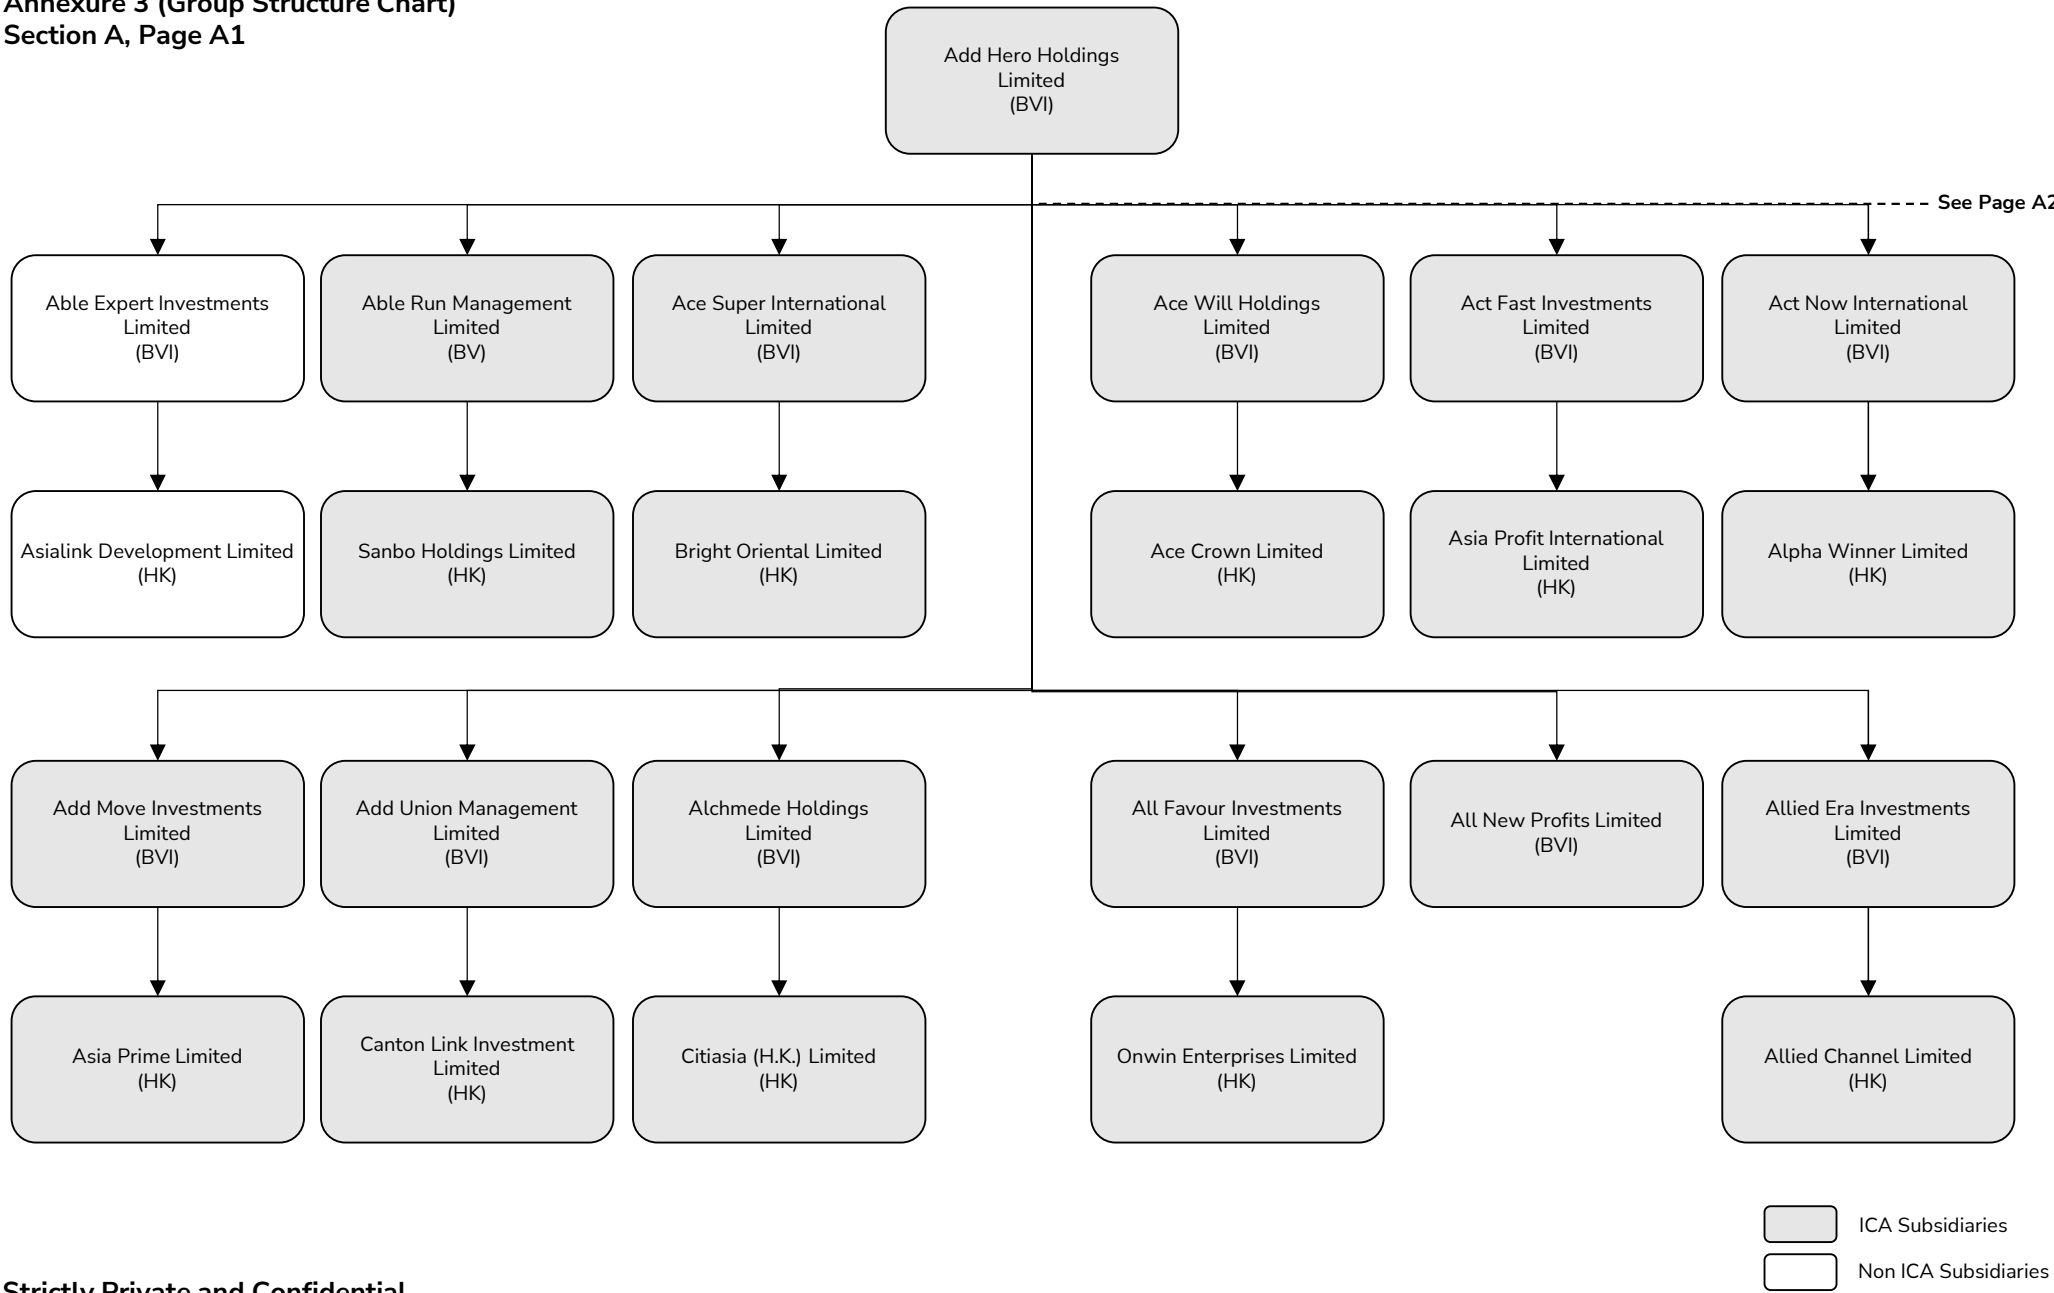 Annexure 3 (Group Structure Chart)
Section A, Page A1
Add Hero Holdings
Limited
(BVI)
See Page A2
Able Expert Investments
Limited
(BVI)
Able Run Management
Limited
(BV)
Ace Super International
Limited
(BVI)
Ace Will Holdings
Limited
(BVI)
Act Fast Investments
Limited
(BVI)
Act Now International
Limited
(BVI)
Asialink Development Limited
(HK)
Sanbo Holdings Limited
(HK)
Bright Oriental Limited
(HK)
Ace Crown Limited
(HK)
Asia Profit International
Limited
(HK)
Alpha Winner Limited
(HK)
Add Move Investments
Limited
(BVI)
Add Union Management
Limited
(BVI)
Alchmede Holdings
Limited
(BVI)
All Favour Investments
Limited
(BVI)
All New Profits Limited
(BVI)
Allied Era Investments
Limited
(BVI)
Asia Prime Limited
(HK)
Canton Link Investment
Limited
(HK)
Citiasia (H.K.) Limited
(HK)
Onwin Enterprises Limited
(HK)
Allied Channel Limited
(HK)
ICA Subsidiaries
Non ICA Subsidiaries
Strictly Private and Confidential